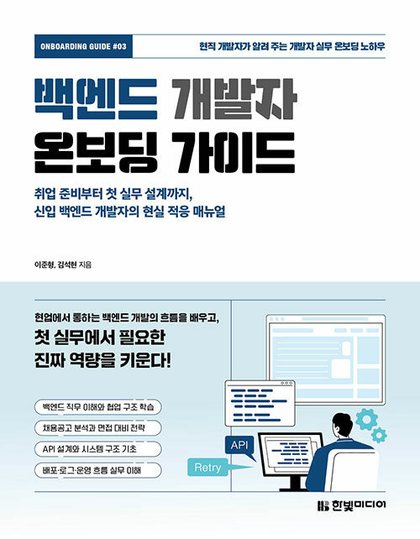 ONBOARDING GUIDE #03
현직 개발자가 알려 주는 개발자 실무 온보딩 노하우
백엔드 개발자
온보딩 가이드
취업 준비부터 첫 실무 설계까지,
신입 백엔드 개발자의 현실 적응 매뉴얼
이준형, 김석현 지음
현업에서 통하는 백엔드 개발의 흐름을 배우고,
첫 실무에서 필요한
진짜 역량을 키운다!
백엔드 직무 이해와 협업 구조 학습
채용공고 분석과 면접 대비 전략
API 설계와 시스템 구조 기초
배포·로그·운영 흐름 실무 이해
API
Retry
한빛미디어